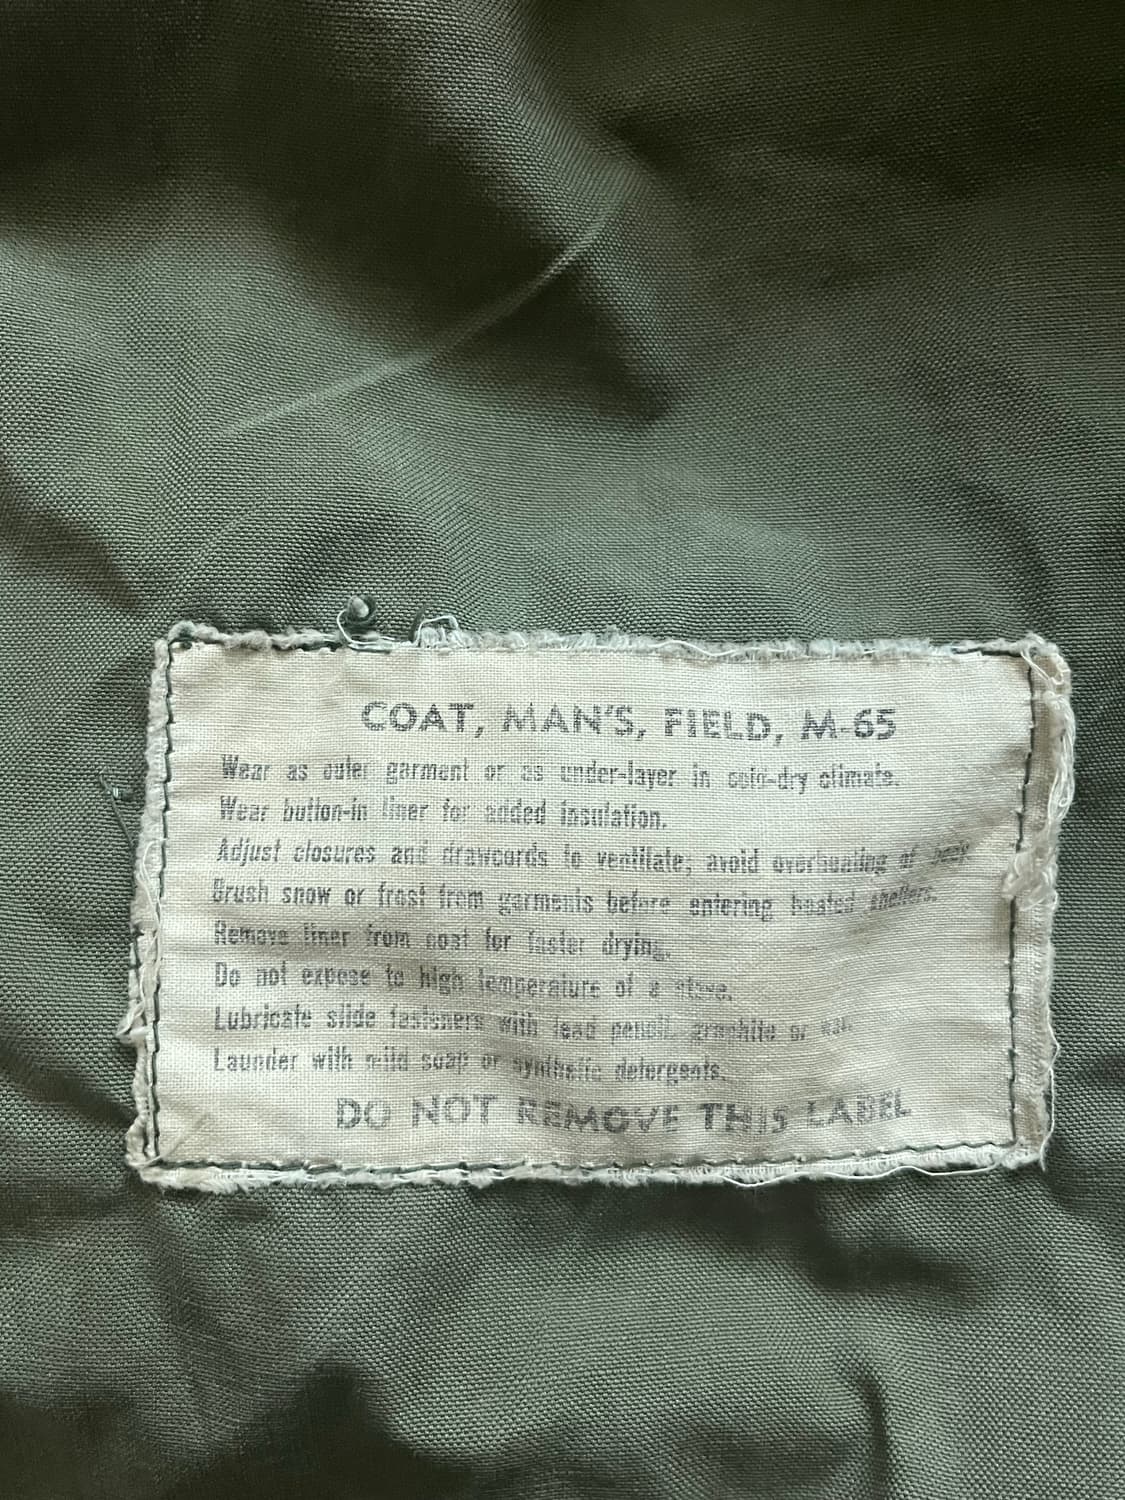 COAT, MAN'S, FIELD, M-65
Wear as outer garment or as under-layer in cold-dry climate.
Wear button-in liner for added insulation.
Adjust closures and drawcords to ventilate; avoid overheating of body.
Brush snow or frost from garments before entering heated shelters.
Remove liner from coat for faster drying.
Do not expose to high temperature of a stove.
Lubricate slide fasteners with lead pencil, graphite or wax.
Launder with mild soap or synthetic detergents.
DO NOT REMOVE THIS LABEL